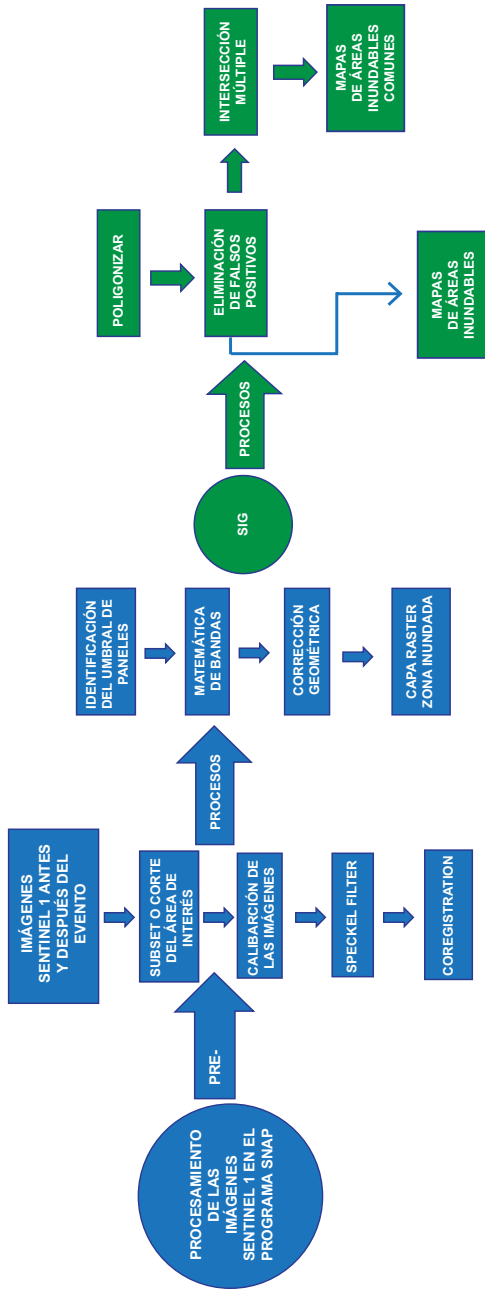 PROCESAMIENTO
DE LAS
IMÁGENES
SENTINEL 1 EN EL
PROGRAMA SNAP
PRE-
IMÁGENES
SENTINEL 1 ANTES
Y DESPUÉS DEL
EVENTO
SUBSET O CORTE
DEL ÁREA DE
INTERÉS
CALIBARCIÓN DE
LAS IMÁGENES
SPECKEL FILTER
COREGISTRATION
PROCESOS
IDENTIFICACIÓN
DEL UMBRAL DE
PANELES
MATEMÁTICA
DE BANDAS
CORRECCIÓN
GEOMÉTRICA
CAPA RASTER
ZONA INUNDADA
SIG
PROCESOS
POLIGONIZAR
ELIMINACIÓN
DE FALSOS
POSITIVOS
MAPAS
DE ÁREAS
INUNDABLES
INTERSECCIÓN
MÚLTIPLE
MAPAS
DE ÁREAS
INUNDABLES
COMUNES